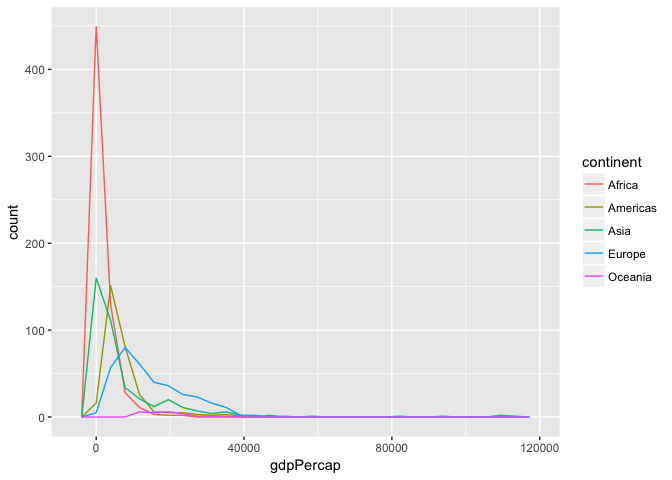 400
300
200
100
0
count
0
40000
80000
120000
gdpPercap
continent
Africa
Americas
Asia
Europe
Oceania